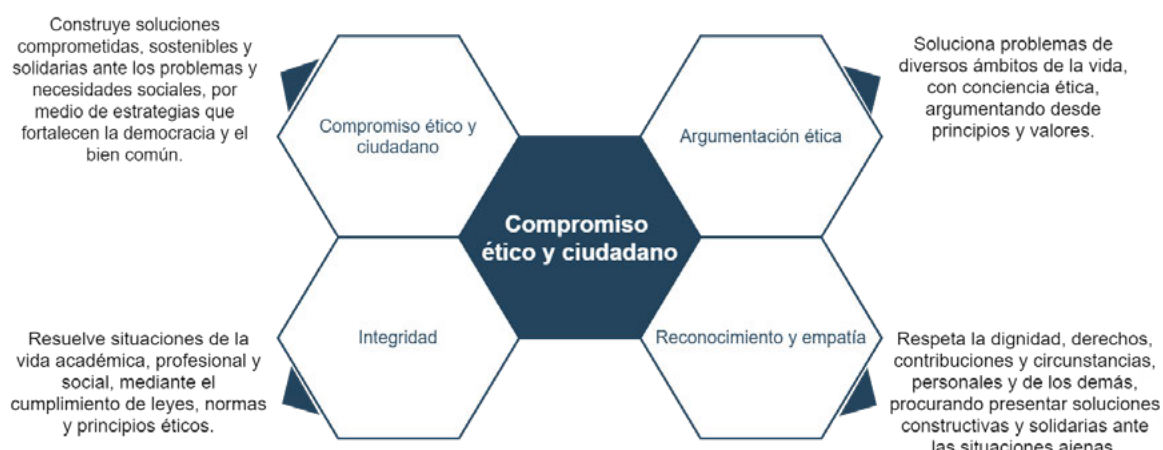 Construye soluciones
comprometidas, sostenibles y
solidarias ante los problemas y
necesidades sociales, por
medio de estrategias que
fortalecen la democracia y el
bien común.
Compromiso ético y
ciudadano
Argumentación ética
Soluciona problemas de
diversos ámbitos de la vida,
con conciencia ética,
argumentando desde
principios y valores.
Compromiso
ético y ciudadano
Resuelve situaciones de la
vida académica, profesional y
social, mediante el
cumplimiento de leyes, normas
y principios éticos.
Integridad
Reconocimiento y empatía
Respeta la dignidad, derechos,
contribuciones y circunstancias,
personales y de los demás,
procurando presentar soluciones
constructivas y solidarias ante
las situaciones ajenas